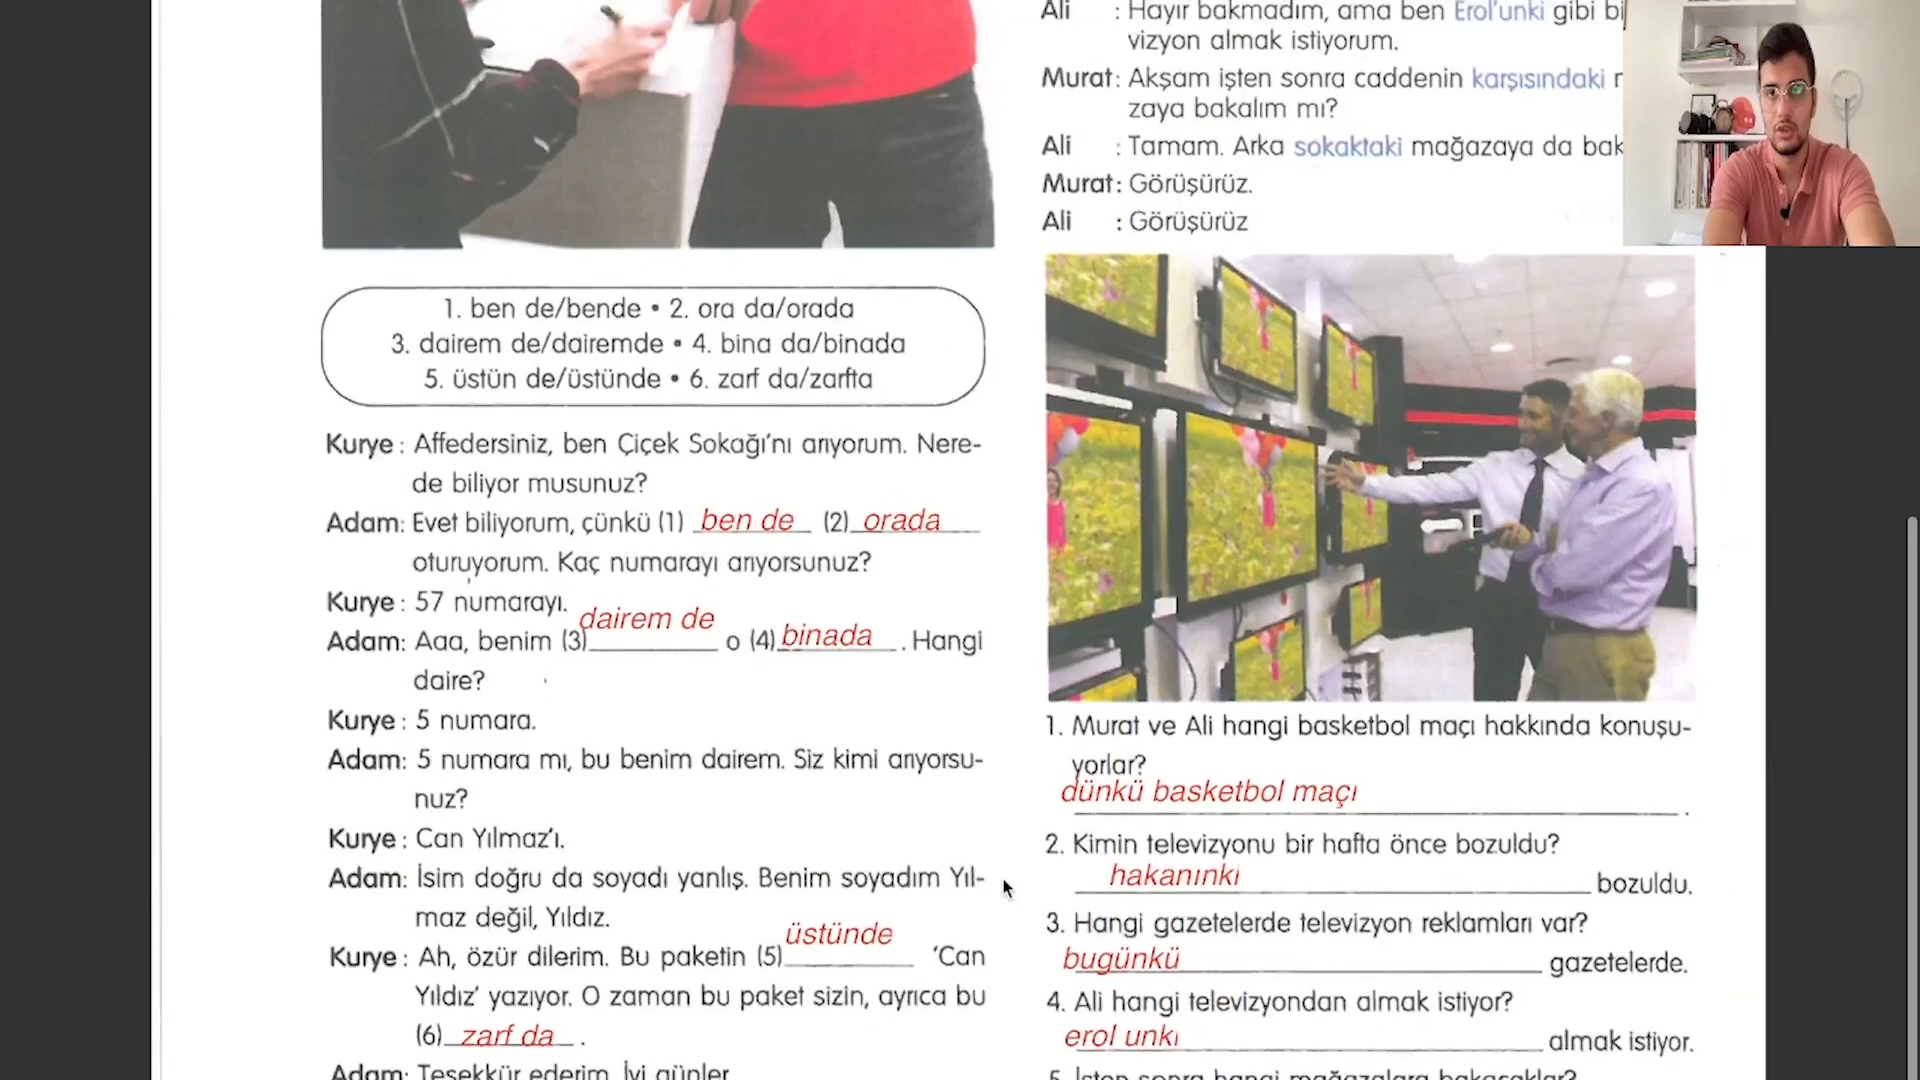 1. ben de/bende • 2. ora da/orada
3. dairem de/dairemde • 4. bina da/binada
5. üstün de/üstünde • 6. zarf da/zarfta
Kurye : Affedersiniz, ben Çiçek Sokağı'nı arıyorum. Nere-
de biliyor musunuz?
Adam: Evet biliyorum, çünkü (1) ben de (2) orada
oturuyorum. Kaç numarayı arıyorsunuz?
Kurye : 57 numarayı.
Adam: Aaa, benim (3) dairem de o (4) binada . Hangi
daire?
Kurye : 5 numara.
Adam: 5 numara mı, bu benim dairem. Siz kimi arıyorsu-
nuz?
Kurye : Can Yılmaz'ı.
Adam: İsim doğru da soyadı yanlış. Benim soyadım Yıl-
maz değil, Yıldız.
Kurye : Ah, özür dilerim. Bu paketin (5) üstünde 'Can
Yıldız' yazıyor. O zaman bu paket sizin, ayrıca bu
(6) zarf da .
Adam: Teşekkür ederim. İyi günler.
Ali : Hayır bakmadım, ama ben Erol'unki gibi bi
vizyon almak istiyorum.
Murat: Akşam işten sonra caddenin karşısındaki
zaya bakalım mı?
Ali : Tamam. Arka sokaktaki mağazaya da bak
Murat: Görüşürüz.
Ali : Görüşürüz
1. Murat ve Ali hangi basketbol maçı hakkında konuşu-
yorlar?
dünkü basketbol maçı .
2. Kimin televizyonu bir hafta önce bozuldu?
hakanınki bozuldu.
3. Hangi gazetelerde televizyon reklamları var?
bugünkü gazetelerde.
4. Ali hangi televizyondan almak istiyor?
erol unki almak istiyor.
5. İşten sonra hangi mağazalara bakacaklar?